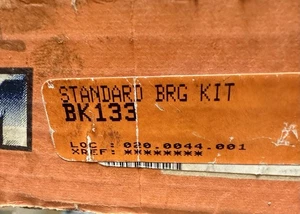 STANDARD BRG KIT
BK133
LOC : 020.0044.001
XREF: *******